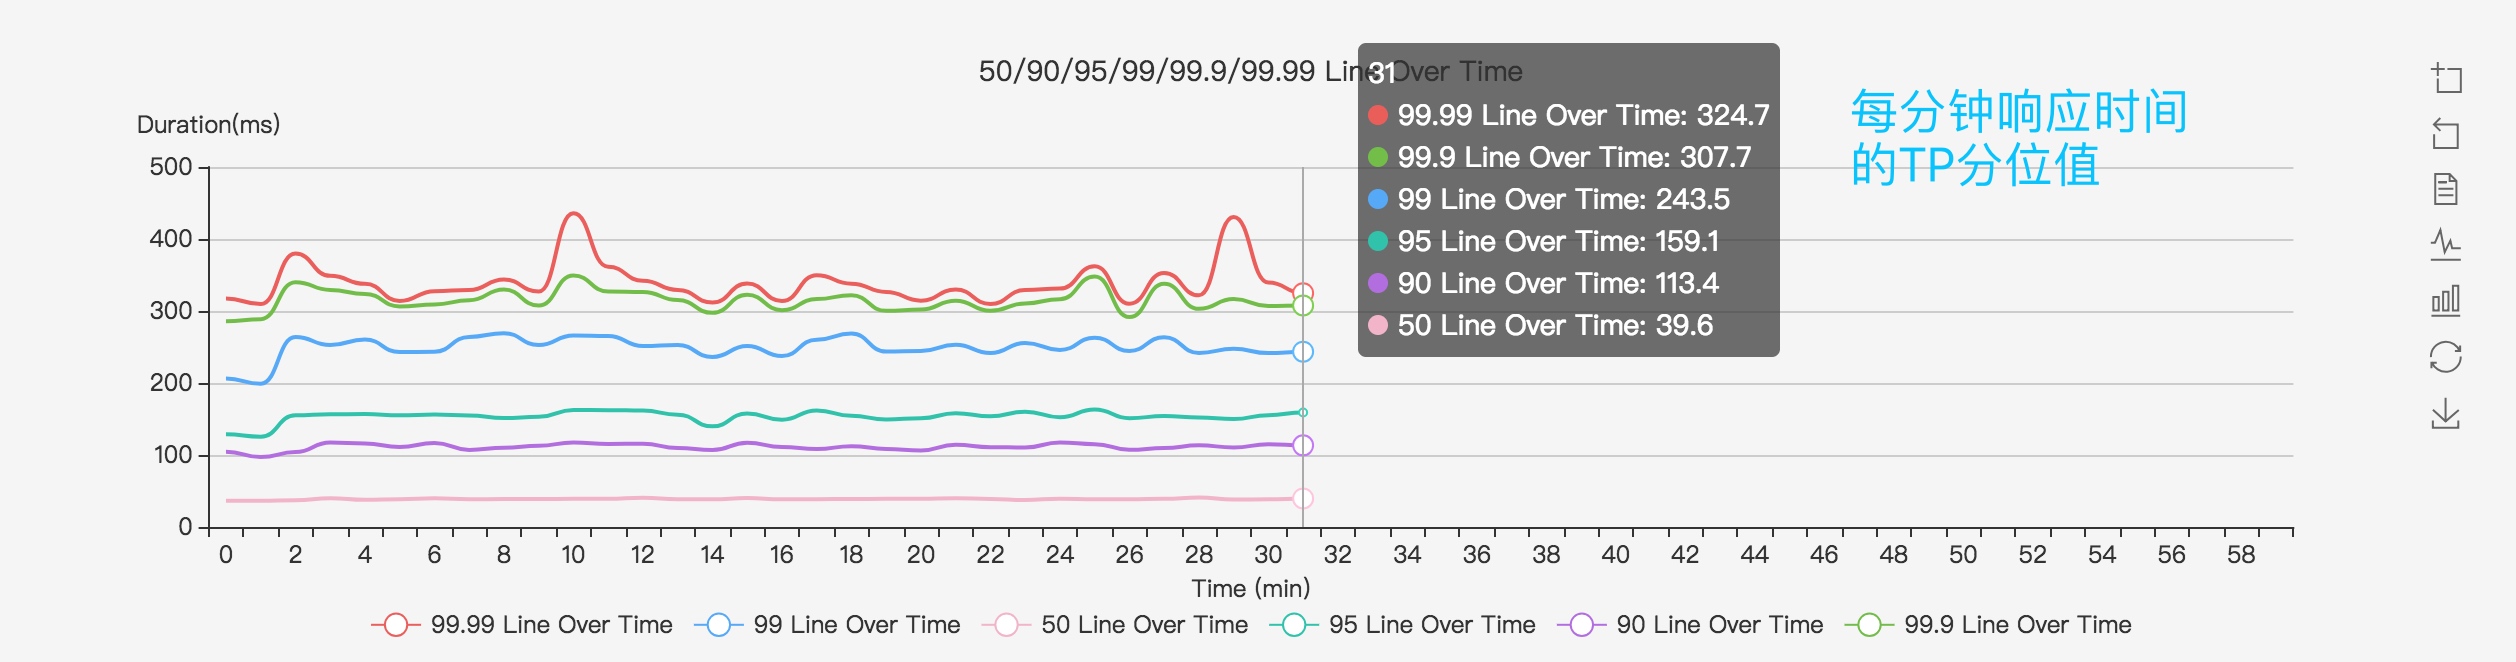 50/90/95/99/99.9/99.99 Line Over Time
31
99.99 Line Over Time: 324.7
99.9 Line Over Time: 307.7
99 Line Over Time: 243.5
95 Line Over Time: 159.1
90 Line Over Time: 113.4
50 Line Over Time: 39.6
每分钟响应时间
的TP分位值
Duration(ms)
500
400
300
200
100
0
0 2 4 6 8 10 12 14 16 18 20 22 24 26 28 30 32 34 36 38 40 42 44 46 48 50 52 54 56 58
Time (min)
99.99 Line Over Time 99 Line Over Time 50 Line Over Time 95 Line Over Time 90 Line Over Time 99.9 Line Over Time